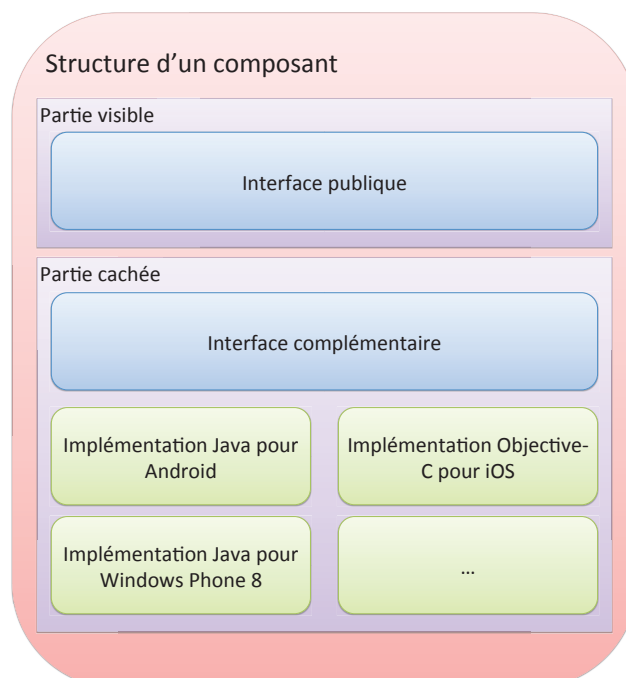 Structure d'un composant
Partie visible
Interface publique
Partie cachée
Interface complémentaire
Implémentation Java pour
Android
Implémentation Objective-
C pour iOS
Implémentation Java pour
Windows Phone 8
...